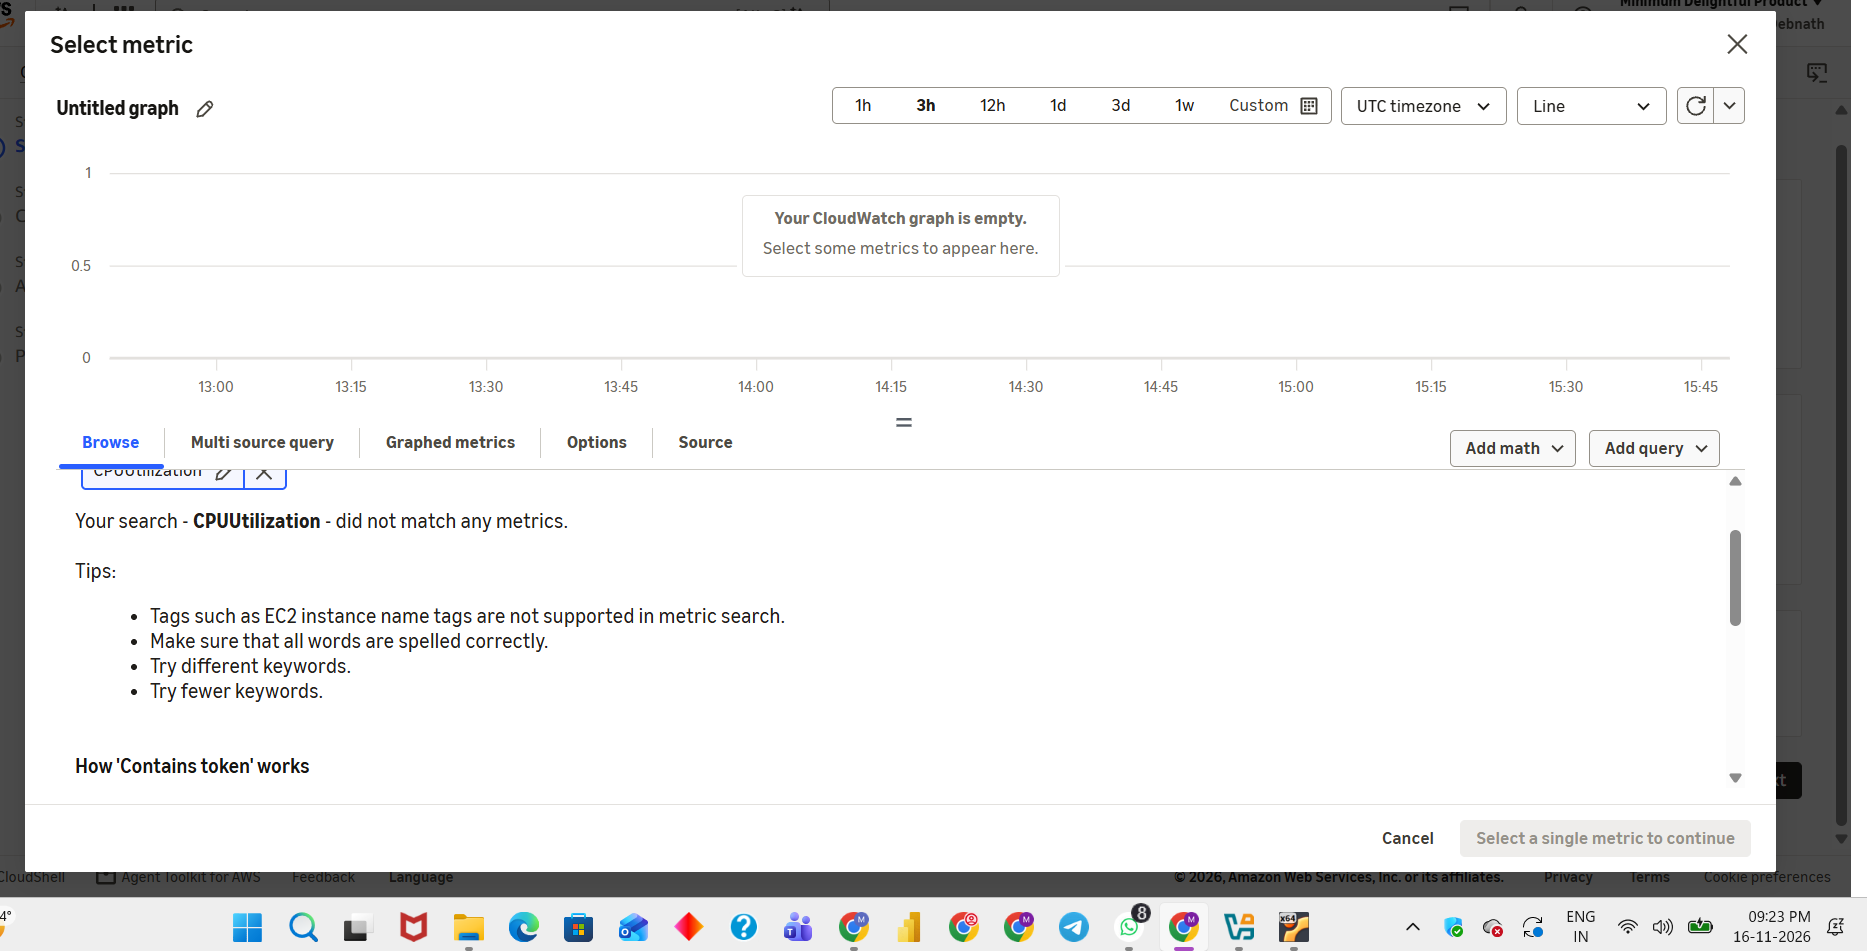 Minimum Delightful Product
ebnath
Select metric
Untitled graph
1h 3h 12h 1d 3d 1w Custom
UTC timezone
Line
1
Your CloudWatch graph is empty.
Select some metrics to appear here.
0.5
0
13:00 13:15 13:30 13:45 14:00 14:15 14:30 14:45 15:00 15:15 15:30 15:45
Browse Multi source query Graphed metrics Options Source
Add math Add query
CPUUtilization
Your search - CPUUtilization - did not match any metrics.
Tips:
• Tags such as EC2 instance name tags are not supported in metric search.
• Make sure that all words are spelled correctly.
• Try different keywords.
• Try fewer keywords.
How 'Contains token' works
Cancel Select a single metric to continue
CloudShell Agent Toolkit for AWS Feedback Language © 2026, Amazon Web Services, Inc. or its affiliates. Privacy Terms Cookie preferences
8
x64
ENG
IN
09:23 PM
16-11-2026